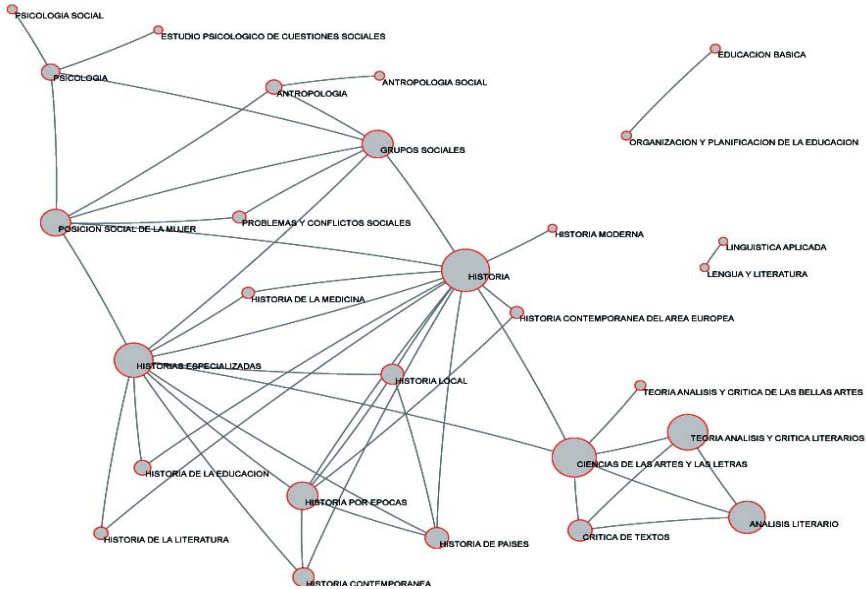 PSICOLOGIA SOCIAL
ESTUDIO PSICOLOGICO DE CUESTIONES SOCIALES
EDUCACION BASICA
PSICOLOGIA
ANTROPOLOGIA SOCIAL
ANTROPOLOGIA
ORGANIZACION Y PLANIFICACION DE LA EDUCACION
GRUPOS SOCIALES
PROBLEMAS Y CONFLICTOS SOCIALES
POSICION SOCIAL DE LA MUJER
HISTORIA MODERNA
LINGUISTICA APLICADA
HISTORIA
LENGUA Y LITERATURA
HISTORIA DE LA MEDICINA
HISTORIA CONTEMPORANEA DEL AREA EUROPEA
HISTORIAS ESPECIALIZADAS
HISTORIA LOCAL
TEORIA ANALISIS Y CRITICA DE LAS BELLAS ARTES
TEORIA ANALISIS Y CRITICA LITERARIOS
CIENCIAS DE LAS ARTES Y LAS LETRAS
HISTORIA DE LA EDUCACION
HISTORIA POR EPOCAS
ANALISIS LITERARIO
HISTORIA DE LA LITERATURA
CRITICA DE TEXTOS
HISTORIA DE PAISES
HISTORIA CONTEMPORANEA